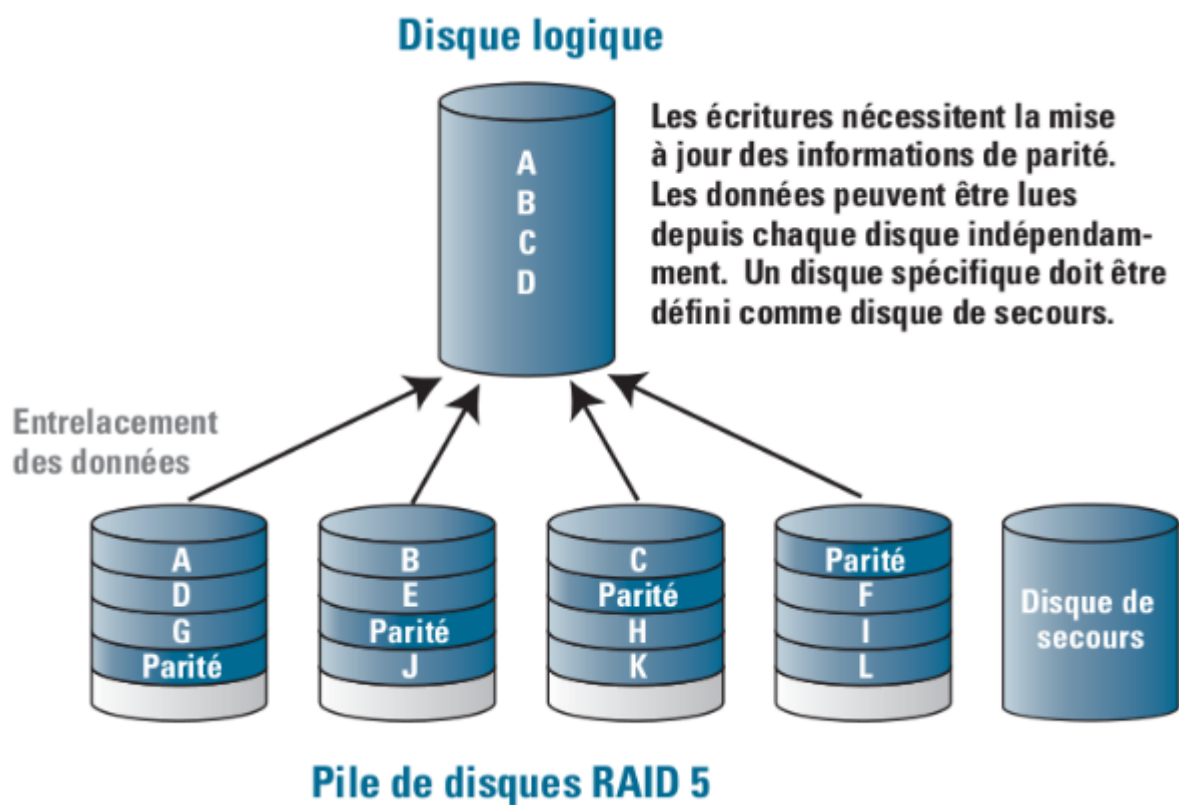 Disque logique
Les écritures nécessitent la mise
à jour des informations de parité.
Les données peuvent être lues
depuis chaque disque indépendam-
ment. Un disque spécifique doit être
défini comme disque de secours.
A
B
C
D
Entrelacement
des données
A
D
G
Parité
B
E
Parité
J
C
Parité
H
K
Parité
F
I
L
Disque de
secours
Pile de disques RAID 5